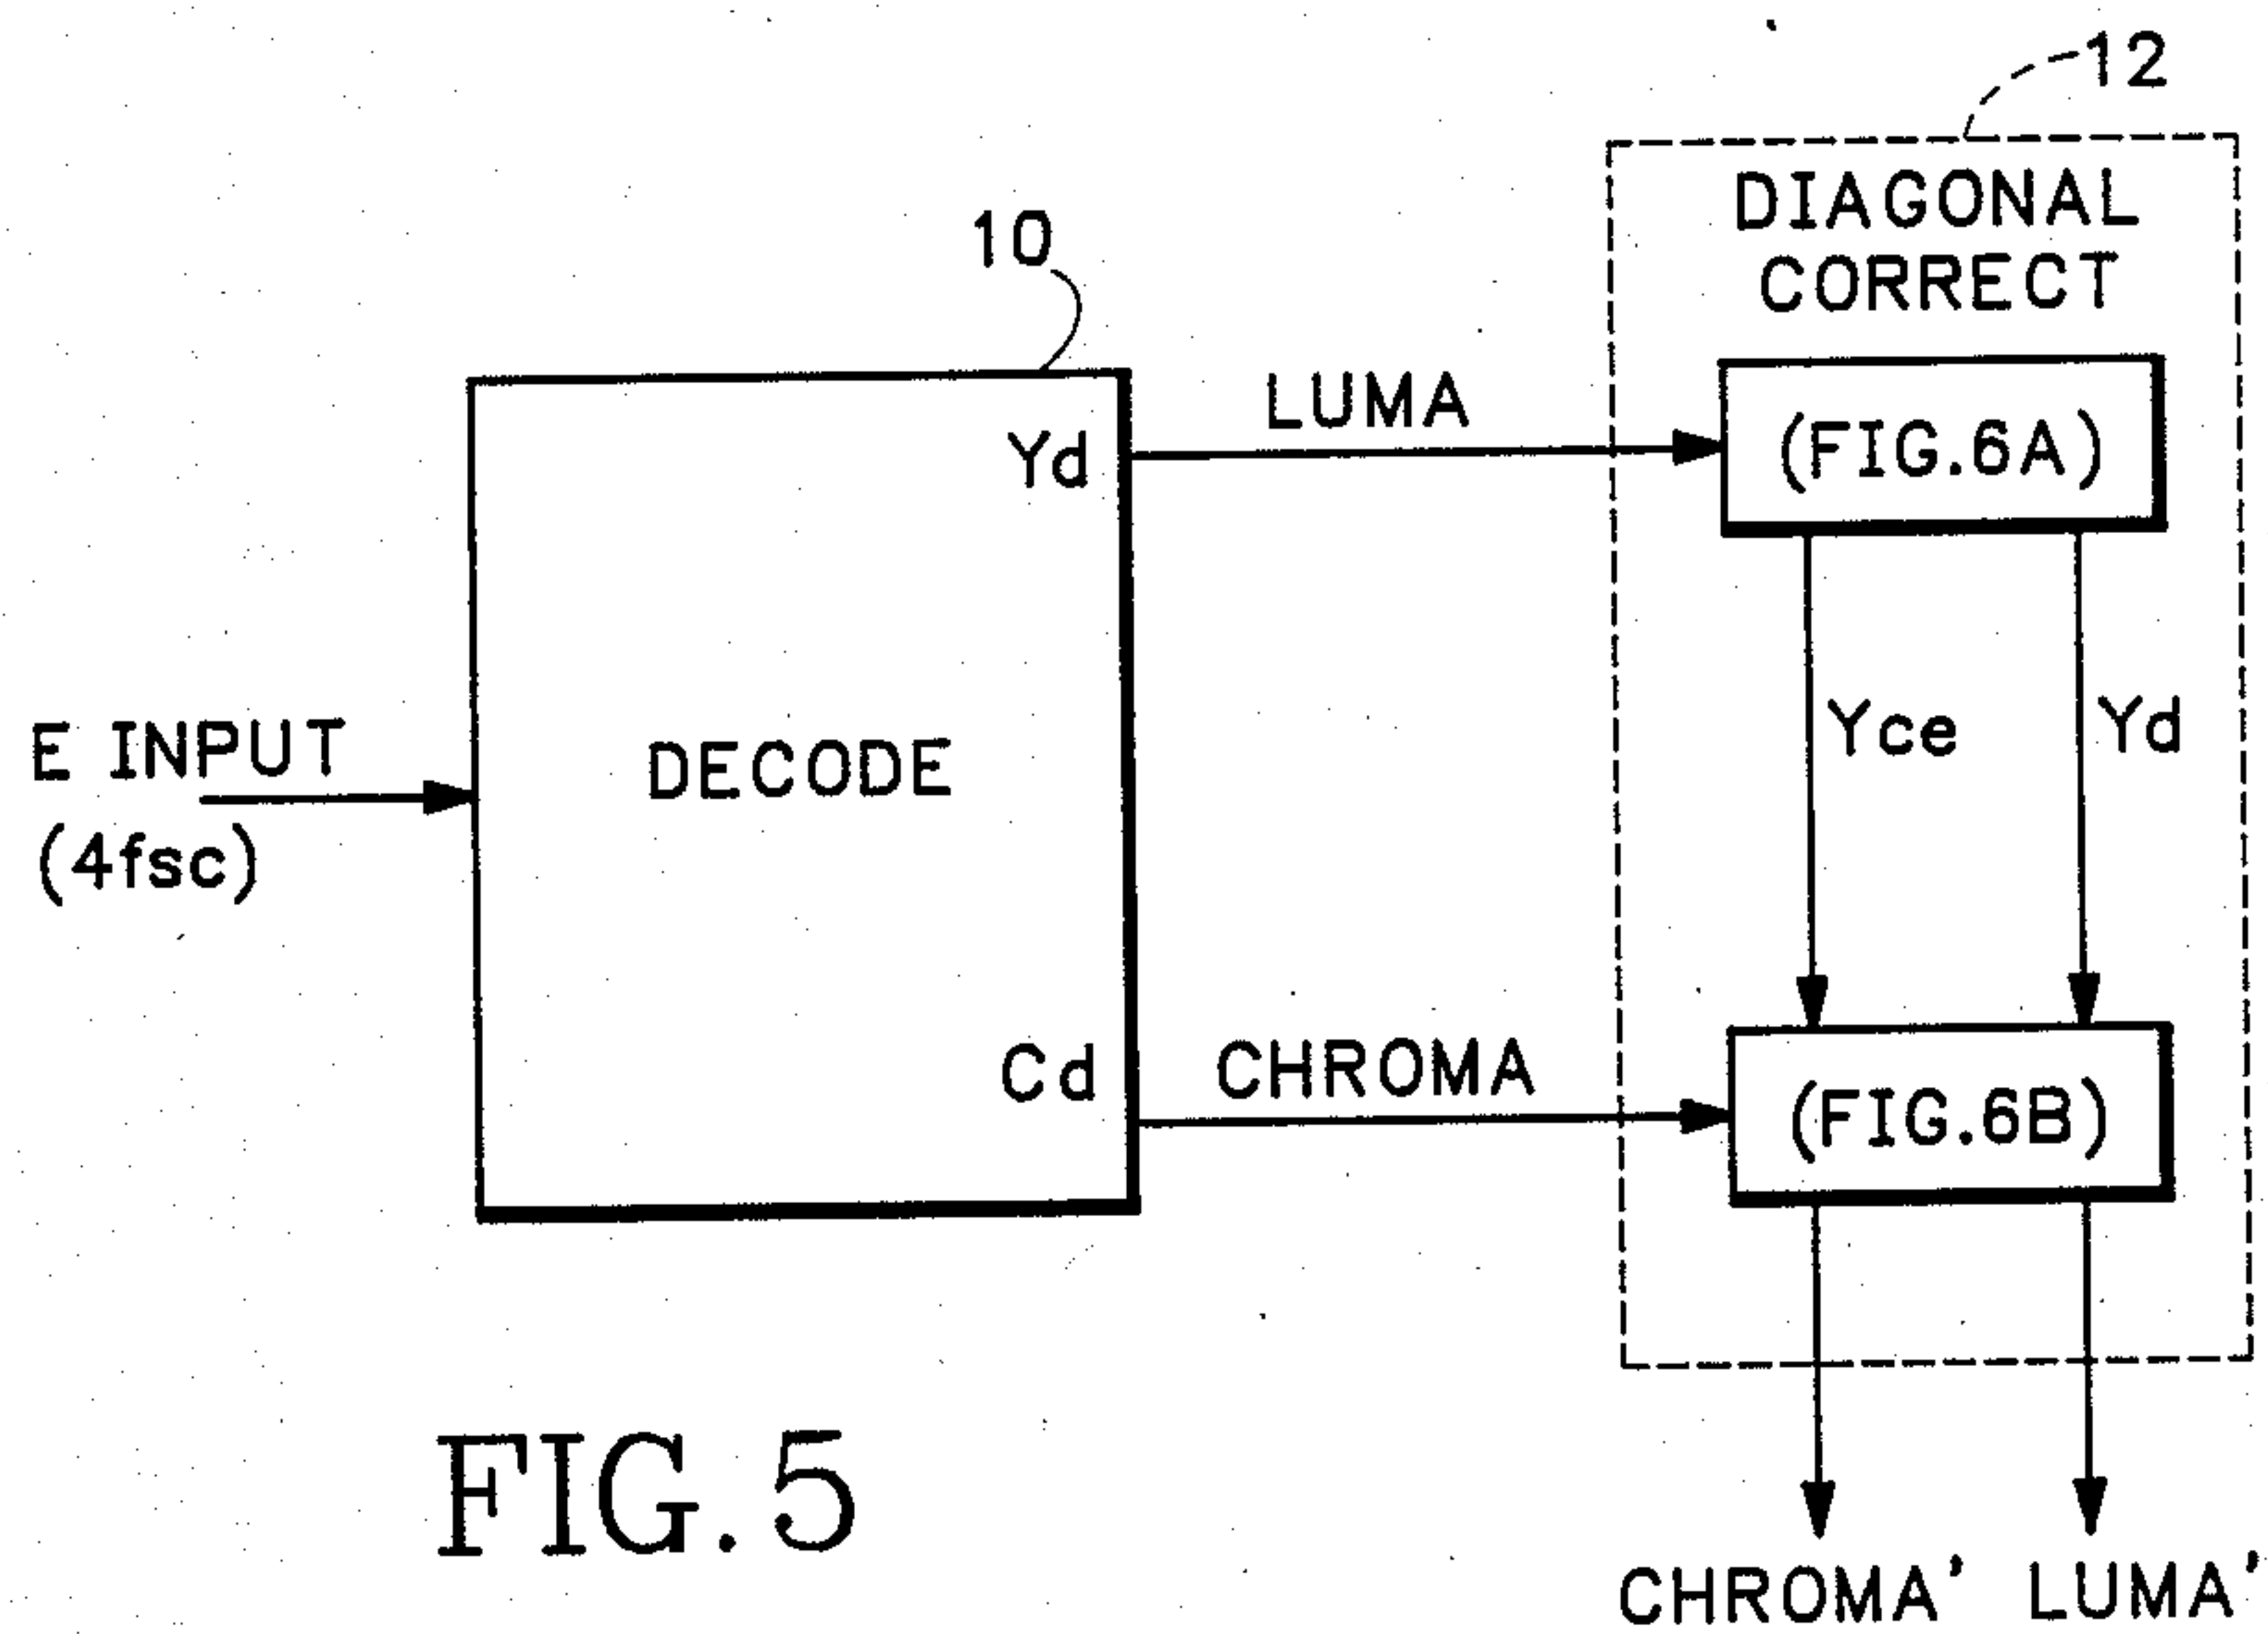 12
DIAGONAL
CORRECT
10
LUMA
Yd
(FIG.6A)
Yce
Yd
E INPUT
(4fsc)
DECODE
Cd
CHROMA
(FIG.6B)
FIG.5
CHROMA' LUMA'